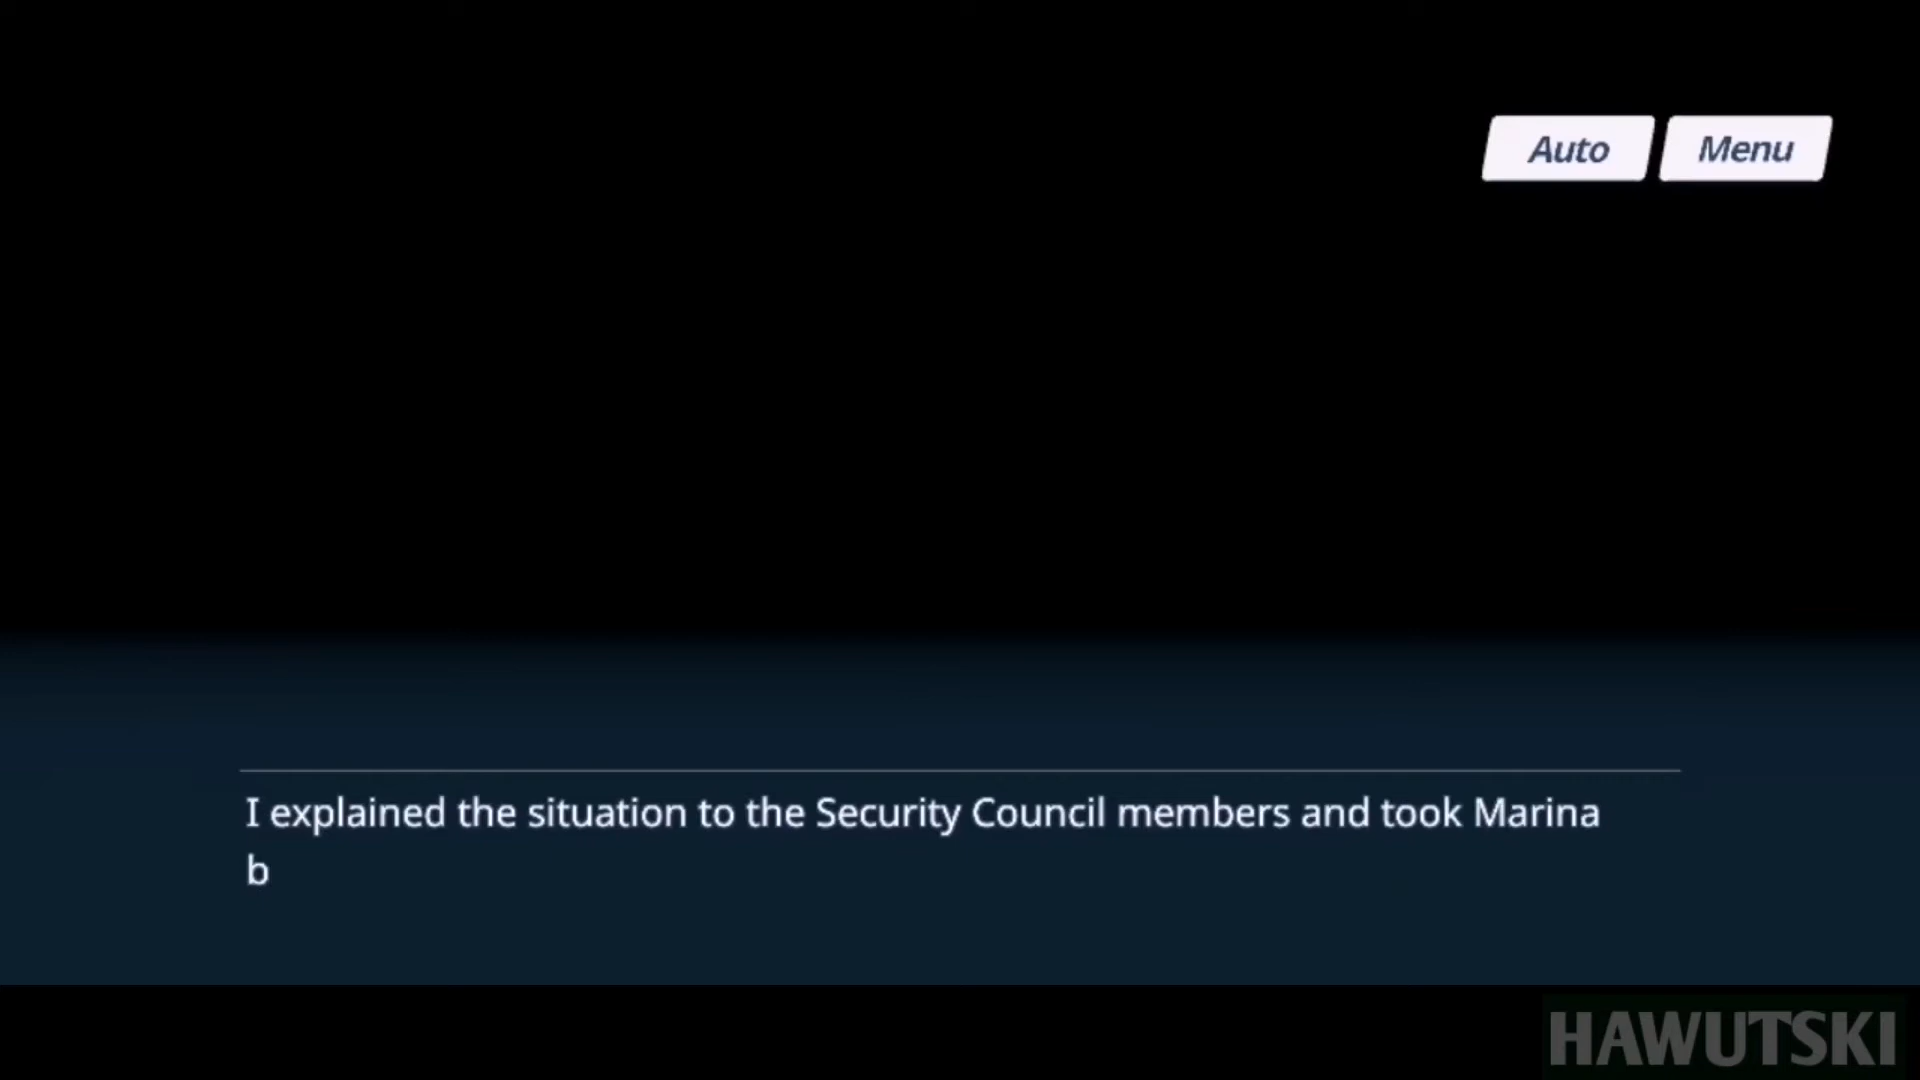 Auto
Menu
I explained the situation to the Security Council members and took Marina
b
HAWUTSKI